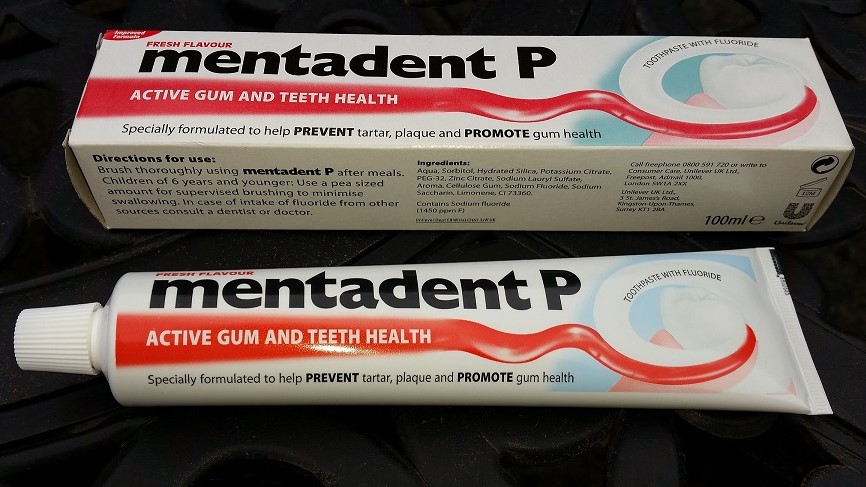 Improved
Formula
FRESH FLAVOUR
mentadent P
TOOTHPASTE WITH FLUORIDE
ACTIVE GUM AND TEETH HEALTH
Specially formulated to help PREVENT tartar, plaque and PROMOTE gum health
Directions for use:
Brush thoroughly using mentadent P after meals.
Children of 6 years and younger: Use a pea sized
amount for supervised brushing to minimise
swallowing. In case of intake of fluoride from other
sources consult a dentist or doctor.
Ingredients:
Aqua, Sorbitol, Hydrated Silica, Potassium Citrate,
PEG-32, Zinc Citrate, Sodium Lauryl Sulfate,
Aroma, Cellulose Gum, Sodium Fluoride, Sodium
Saccharin, Limonene, CI 73360.
Contains Sodium fluoride
(1450 ppm F)
Call freephone 0800 591 720 or write to
Consumer Care, Unilever UK Ltd.,
Freepost, Admail 1000,
London SW1A 2XX
Unilever UK Ltd.,
3 St. James's Road,
Kingston-Upon-Thames,
Surrey KT1 2BA
12M
100ml e
Unilever
FRESH FLAVOUR
mentadent P
TOOTHPASTE WITH FLUORIDE
ACTIVE GUM AND TEETH HEALTH
Specially formulated to help PREVENT tartar, plaque and PROMOTE gum health